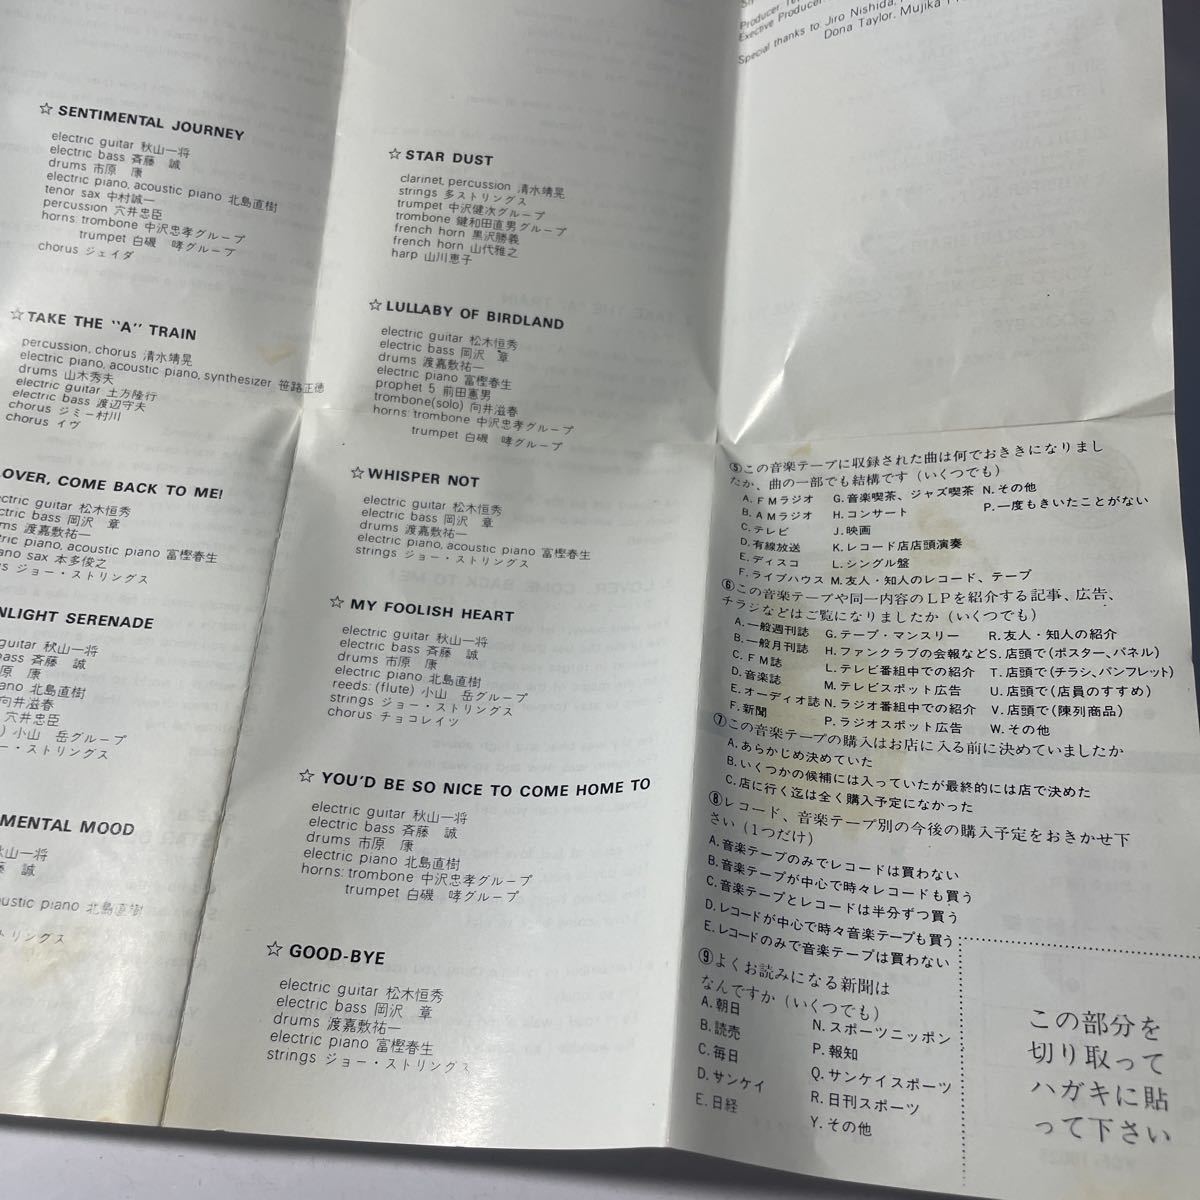 ☆ SENTIMENTAL JOURNEY
electric guitar 秋山一将
electric bass 斉藤 誠
drums 市原 康
electric piano, acoustic piano 北島直樹
tenor sax 中村誠一
percussion 穴井忠臣
horns: trombone 中沢忠孝グループ
trumpet 白磯 哮グループ
chorus ジェイダ
☆ TAKE THE "A" TRAIN
percussion, chorus 清水靖晃
electric piano, acoustic piano, synthesizer 笹路正徳
drums 山木秀夫
electric guitar 土方隆行
electric bass 渡辺守夫
chorus ジミー村川
chorus イヴ
LOVER, COME BACK TO ME!
ctric guitar 松木恒秀
ctric bass 岡沢 章
ms 渡嘉敷祐一
tric piano, acoustic piano 富樫春生
ano sax 本多俊之
gs ジョー・ストリングス
NLIGHT SERENADE
guitar 秋山一将
bass 斉藤 誠
原 康
iano 北島直樹
向井滋春
穴井忠臣
) 小山 岳グループ
ジョー・ストリングス
MENTAL MOOD
秋山一将
藤 誠
ustic piano 北島直樹
トリングス
☆ STAR DUST
clarinet, percussion 清水靖晃
strings 多ストリングス
trumpet 中沢健次グループ
trombone 鍵和田直男グループ
french horn 黒沢勝義
french horn 山代雅之
harp 山川恵子
☆ LULLABY OF BIRDLAND
electric guitar 松木恒秀
electric bass 岡沢 章
drums 渡嘉敷祐一
electric piano 富樫春生
prophet 5 前田憲男
trombone(solo) 向井滋春
horns: trombone 中沢忠孝グループ
trumpet 白磯 哮グループ
☆ WHISPER NOT
electric guitar 松木恒秀
electric bass 岡沢 章
drums 渡嘉敷祐一
electric piano, acoustic piano 富樫春生
strings ジョー・ストリングス
☆ MY FOOLISH HEART
electric guitar 秋山一将
electric bass 斉藤 誠
drums 市原 康
electric piano 北島直樹
reeds: (flute) 小山 岳グループ
strings ジョー・ストリングス
chorus チョコレイツ
☆ YOU'D BE SO NICE TO COME HOME TO
electric guitar 秋山一将
electric bass 斉藤 誠
drums 市原 康
electric piano 北島直樹
horns: trombone 中沢忠孝グループ
trumpet 白磯 哮グループ
☆ GOOD-BYE
electric guitar 松木恒秀
electric bass 岡沢 章
drums 渡嘉敷祐一
electric piano 富樫春生
strings ジョー・ストリングス
Producer
Exective Producer
Special thanks to Jiro Nishida,
Dona Taylor. Mujika
⑤この音楽テープに収録された曲は何でおききになりまし
たか、曲の一部でも結構です（いくつでも）
A.FMラジオ G.音楽喫茶、ジャズ喫茶 N.その他
B.AMラジオ H.コンサート P.一度もきいたことがない
C.テレビ J.映画
D.有線放送 K.レコード店店頭演奏
E.ディスコ L.シングル盤
F.ライブハウス M.友人・知人のレコード、テープ
⑥この音楽テープや同一内容のLPを紹介する記事、広告、
チラシなどはご覧になりましたか（いくつでも）
A.一般週刊誌 G.テープ・マンスリー R.友人・知人の紹介
B.一般月刊誌 H.ファンクラブの会報など S.店頭で(ポスター、パネル)
C.FM誌 L.テレビ番組中での紹介 T.店頭で(チラシ、パンフレット)
D.音楽誌 M.テレビスポット広告 U.店頭で(店員のすすめ)
E.オーディオ誌 N.ラジオ番組中での紹介 V.店頭で(陳列商品)
F.新聞 P.ラジオスポット広告 W.その他
⑦この音楽テープの購入はお店に入る前に決めていましたか
A.あらかじめ決めていた
B.いくつかの候補には入っていたが最終的には店で決めた
C.店に行く迄は全く購入予定になかった
⑧レコード、音楽テープ別の今後の購入予定をおきかせ下
さい（1つだけ）
A.音楽テープのみでレコードは買わない
B.音楽テープが中心で時々レコードも買う
C.音楽テープとレコードは半分ずつ買う
D.レコードが中心で時々音楽テープも買う
E.レコードのみで音楽テープは買わない
⑨よくお読みになる新聞は
なんですか（いくつでも）
A.朝日 N.スポーツニッポン
B.読売 P.報知
C.毎日 Q.サンケイスポーツ
D.サンケイ R.日刊スポーツ
E.日経 Y.その他
この部分を
切り取って
ハガキに貼
って下さい